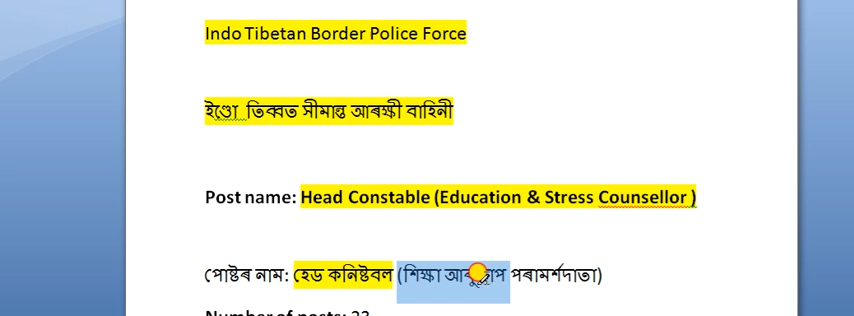 Indo Tibetan Border Police Force
ইণ্ডো তিব্বত সীমান্ত আৰক্ষী বাহিনী
Post name: Head Constable (Education & Stress Counsellor )
পোষ্টৰ নাম: হেড কনিষ্টবল (শিক্ষা পৰামৰ্শদাতা)
Number of posts: 23